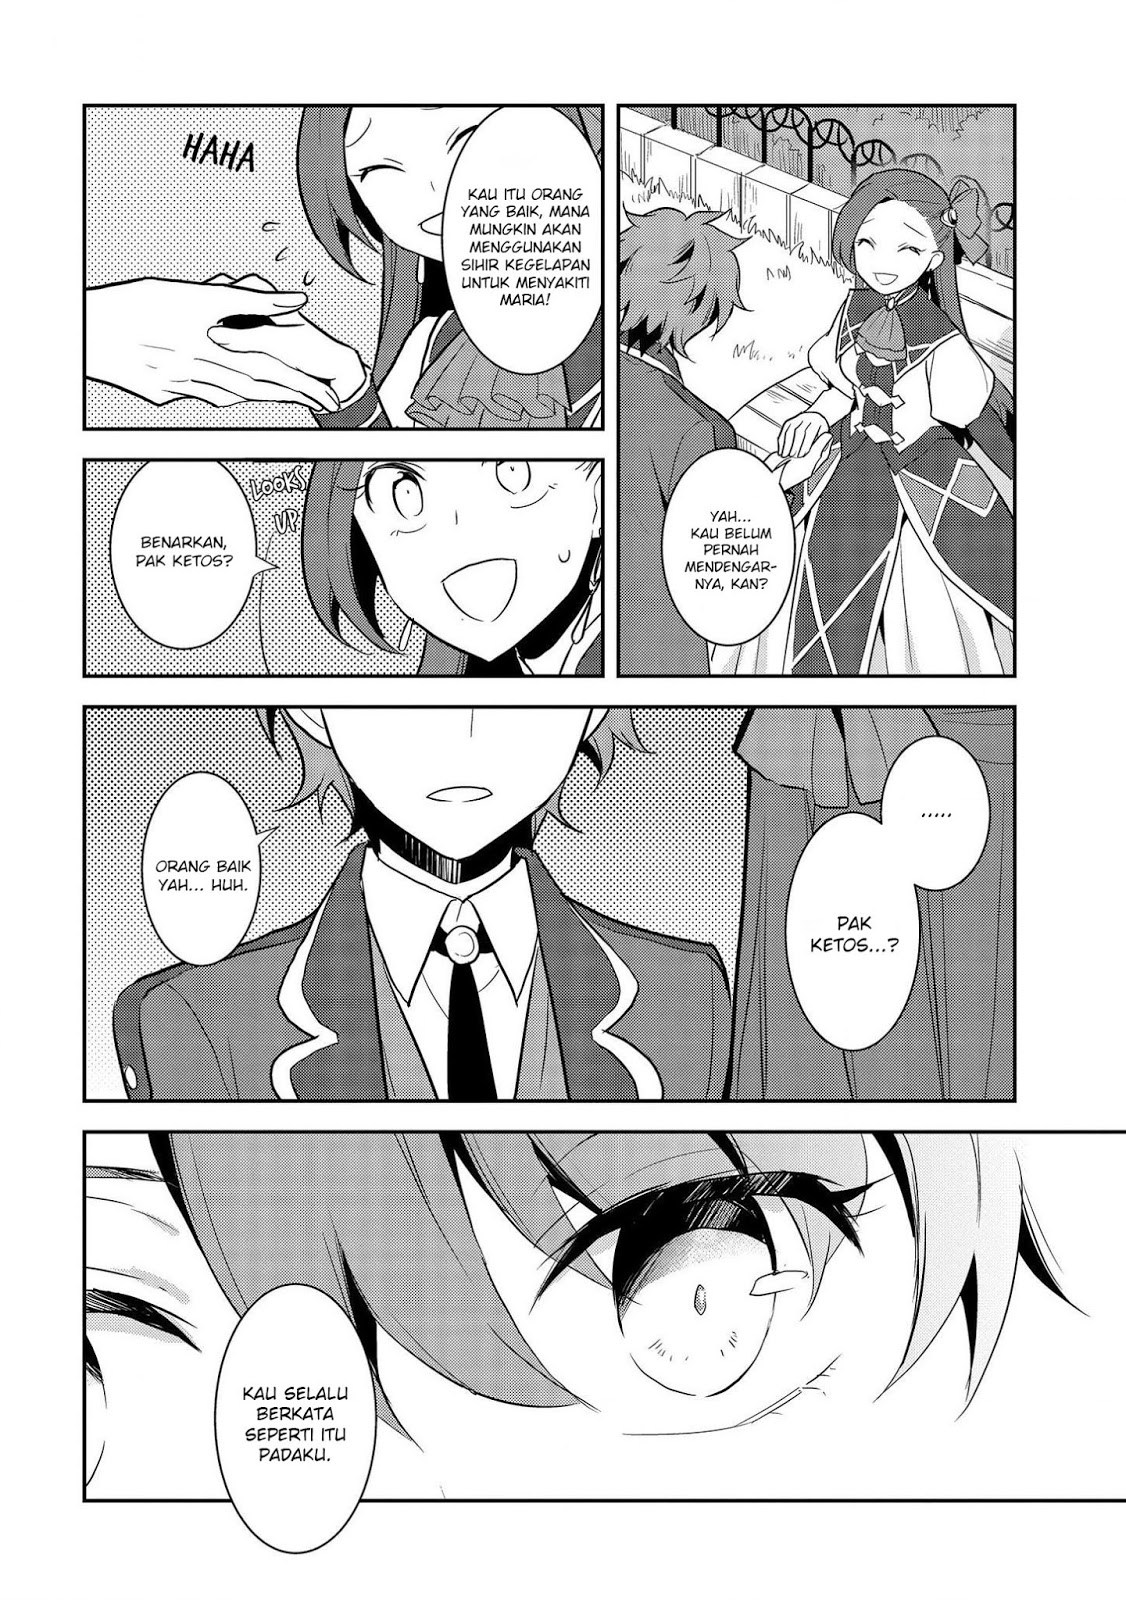 YAH...
KAU BELUM
PERNAH
MENDENGAR-
NYA, KAN?
HAHA
KAU ITU ORANG
YANG BAIK, MANA
MUNGKIN AKAN
MENGGUNAKAN
SIHIR KEGELAPAN
UNTUK MENYAKITI
MARIA!
LOOKS
UP
BENARKAN,
PAK KETOS?
.....
PAK
KETOS...?
ORANG BAIK
YAH... HUH.
KAU SELALU
BERKATA
SEPERTI ITU
PADAKU.